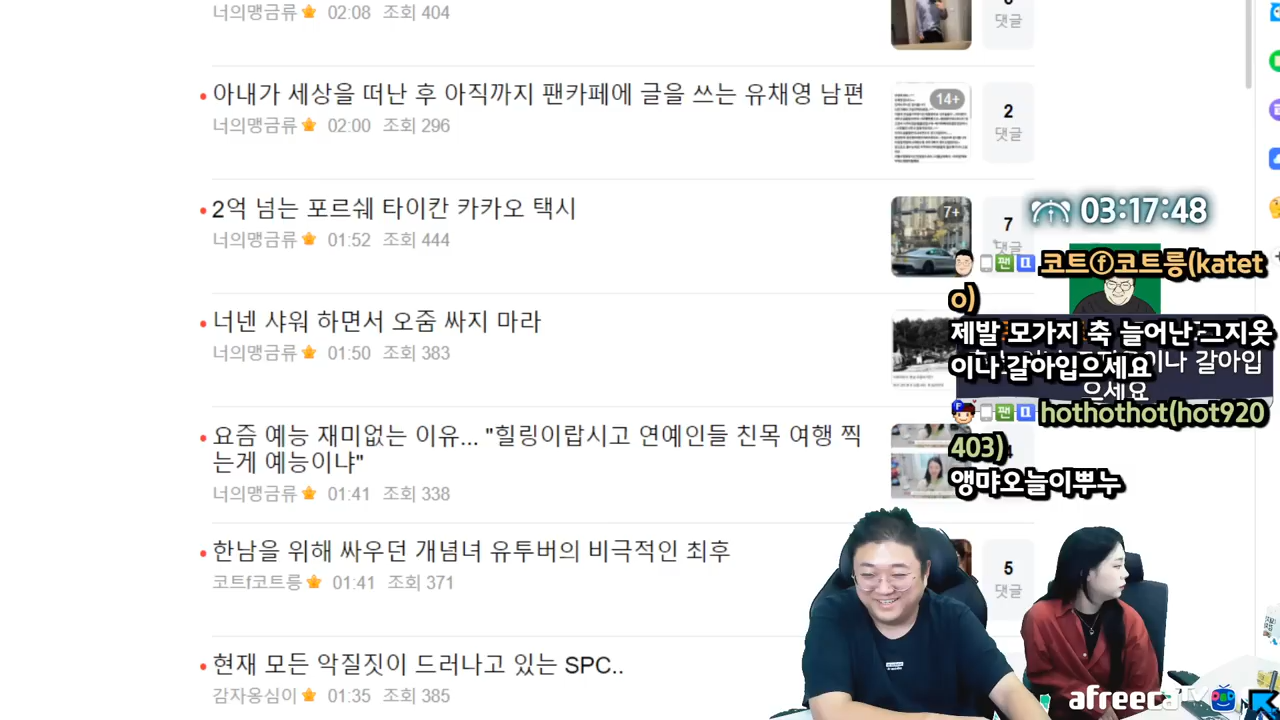 너의맹금류 02:08 조회 404
댓글
아내가 세상을 떠난 후 아직까지 팬카페에 글을 쓰는 유채영 남편
14+
2
댓글
2억 넘는 포르쉐 타이칸 카카오 택시
너의맹금류 01:52 조회 444
7+
7
댓글
03:17:48
코트ⓕ코트릉(katet
o)
제발 모가지 축 늘어난 그지옷
이나 갈아입으세요
이나 갈아입
으세요
너넨 샤워 하면서 오줌 싸지 마라
너의맹금류 01:50 조회 383
hothothot(hot920
403)
앵먀오늘이뿌누
요즘 예능 재미없는 이유... "힐링이랍시고 연예인들 친목 여행 찍
는게 예능이냐"
너의맹금류 01:41 조회 338
한남을 위해 싸우던 개념녀 유투버의 비극적인 최후
코트f코트릉 01:41 조회 371
5
댓글
현재 모든 악질짓이 드러나고 있는 SPC..
감자옹심이 01:35 조회 385
afreecaTV